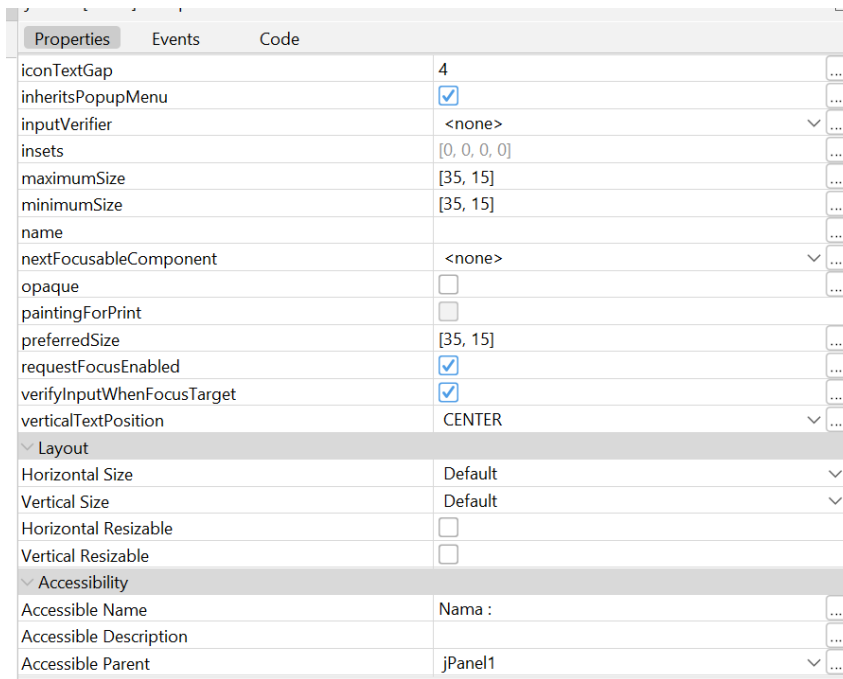 Properties Events Code
iconTextGap 4 ...
inheritsPopupMenu ...
inputVerifier <none> ...
insets [0, 0, 0, 0] ...
maximumSize [35, 15] ...
minimumSize [35, 15] ...
name ...
nextFocusableComponent <none> ...
opaque ...
paintingForPrint
preferredSize [35, 15] ...
requestFocusEnabled ...
verifyInputWhenFocusTarget ...
verticalTextPosition CENTER ...
Layout
Horizontal Size Default
Vertical Size Default
Horizontal Resizable
Vertical Resizable
Accessibility
Accessible Name Nama : ...
Accessible Description ...
Accessible Parent jPanel1 ...